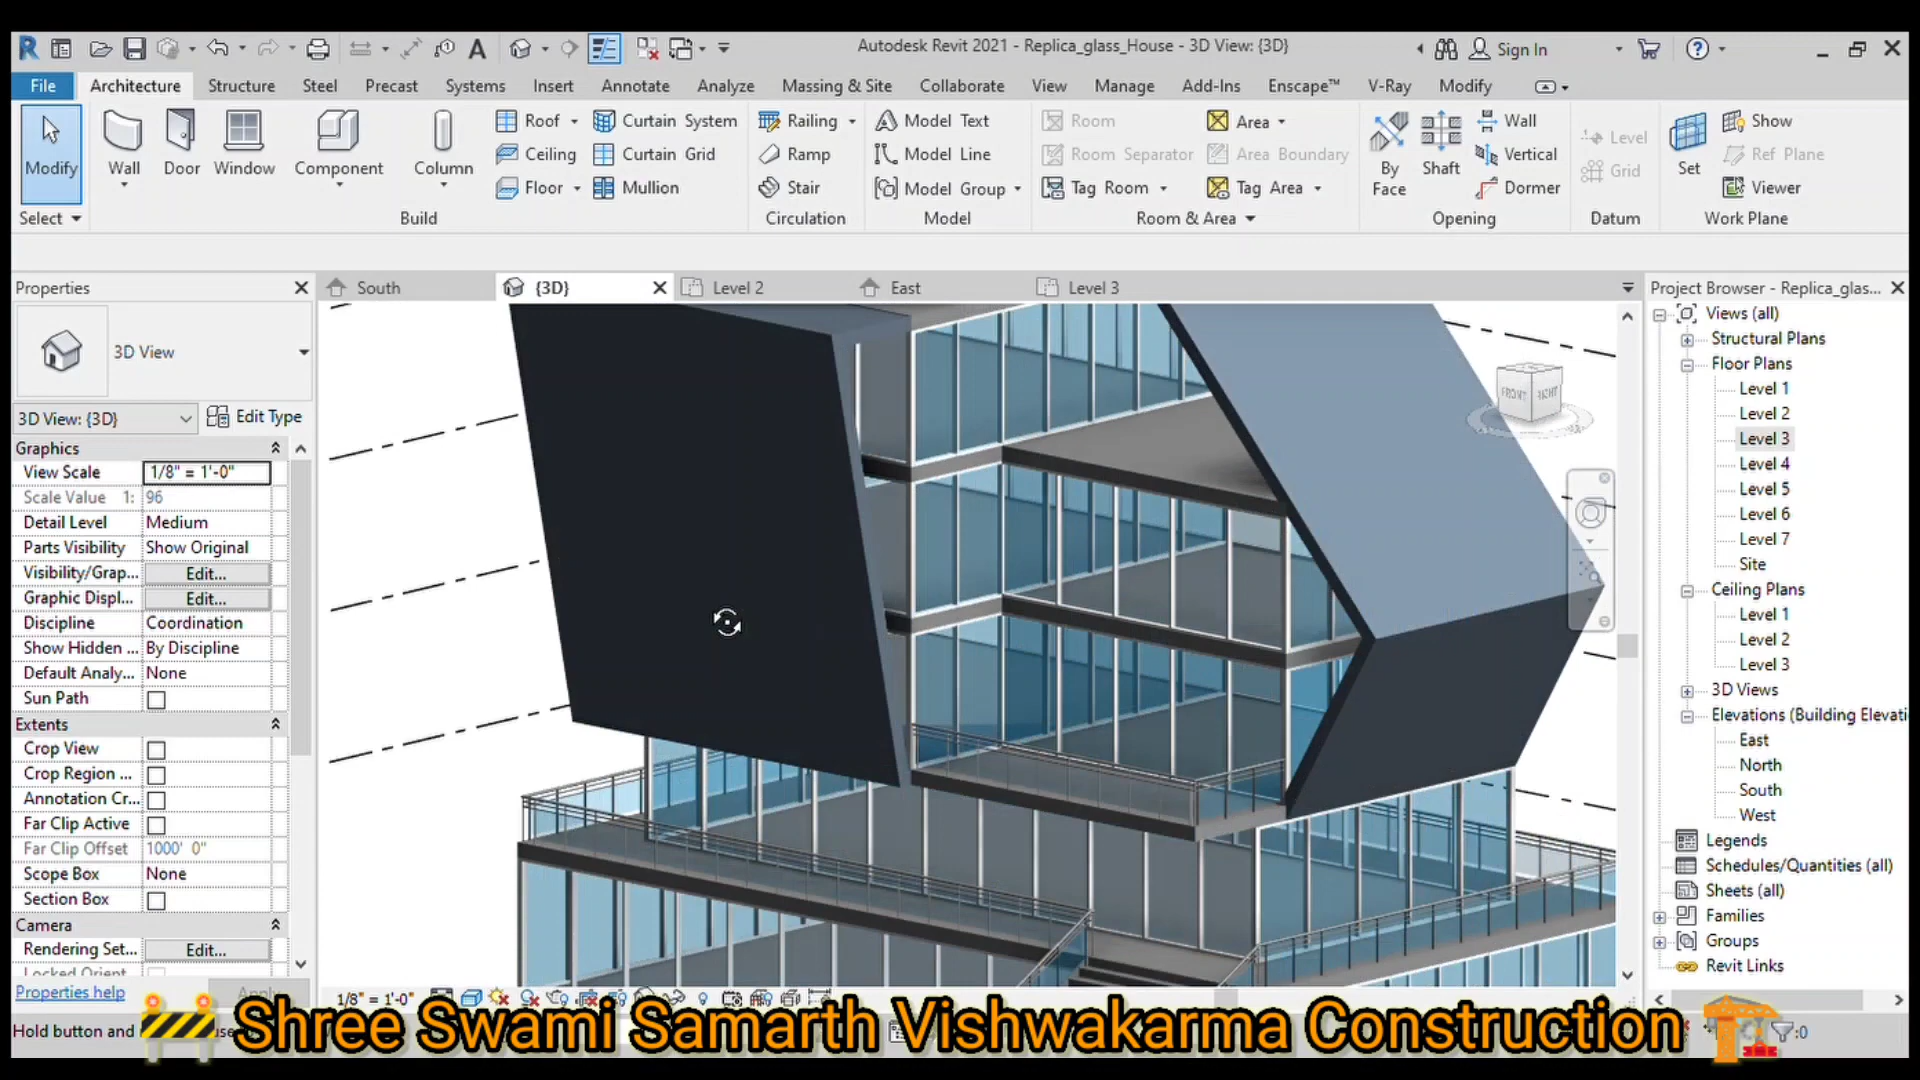 Autodesk Revit 2021 - Replica_glass_House - 3D View: {3D}
Sign In
File Architecture Structure Steel Precast Systems Insert Annotate Analyze Massing & Site Collaborate View Manage Add-Ins Enscape™ V-Ray Modify
Modify Wall Door Window Component Column
Roof Curtain System Railing Model Text Room Area Wall Level Show
Ceiling Curtain Grid Ramp Model Line Room Separator Area Boundary By Face Shaft Vertical Grid Set Ref Plane
Floor Mullion Stair Model Group Tag Room Tag Area Dormer Viewer
Select Build Circulation Model Room & Area Opening Datum Work Plane
Properties
South {3D} Level 2 East Level 3
Project Browser - Replica_glas...
3D View
3D View: {3D} Edit Type
Graphics
View Scale 1/8" = 1'-0"
Scale Value 1: 96
Detail Level Medium
Parts Visibility Show Original
Visibility/Grap... Edit...
Graphic Displ... Edit...
Discipline Coordination
Show Hidden ... By Discipline
Default Analy... None
Sun Path
Extents
Crop View
Crop Region ...
Annotation Cr...
Far Clip Active
Far Clip Offset 1000' 0"
Scope Box None
Section Box
Camera
Rendering Set... Edit...
Locked Orient
Properties help Apply
FRONT RIGHT
Views (all)
Structural Plans
Floor Plans
Level 1
Level 2
Level 3
Level 4
Level 5
Level 6
Level 7
Site
Ceiling Plans
Level 1
Level 2
Level 3
3D Views
Elevations (Building Elevati
East
North
South
West
Legends
Schedules/Quantities (all)
Sheets (all)
Families
Groups
Revit Links
1/8" = 1'-0"
Hold button and
Shree Swami Samarth Vishwakarma Construction
:0